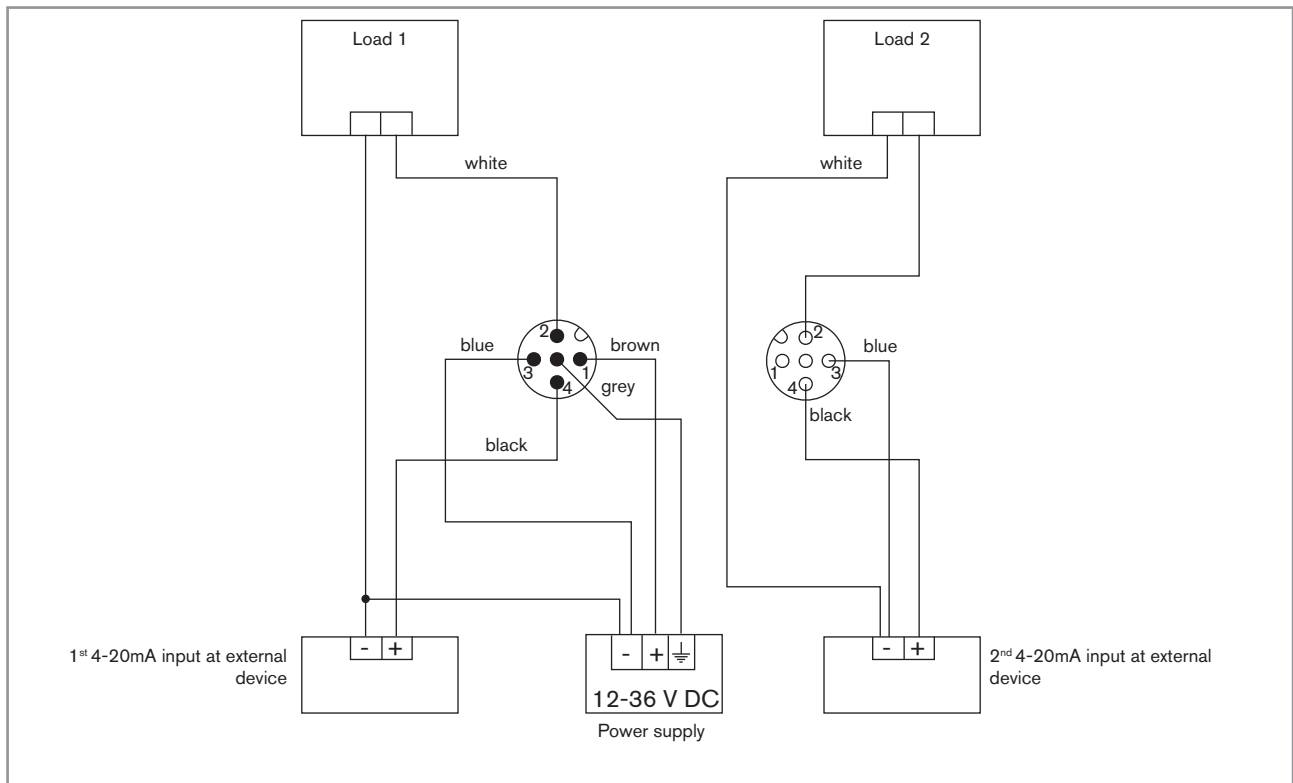 Load 1
Load 2
white
white
2
2
blue
brown
blue
3
1
1
3
grey
4
4
black
black
- +
- + ⏚
- +
1st 4-20mA input at external
device
12-36 V DC
2nd 4-20mA input at external
device
Power supply